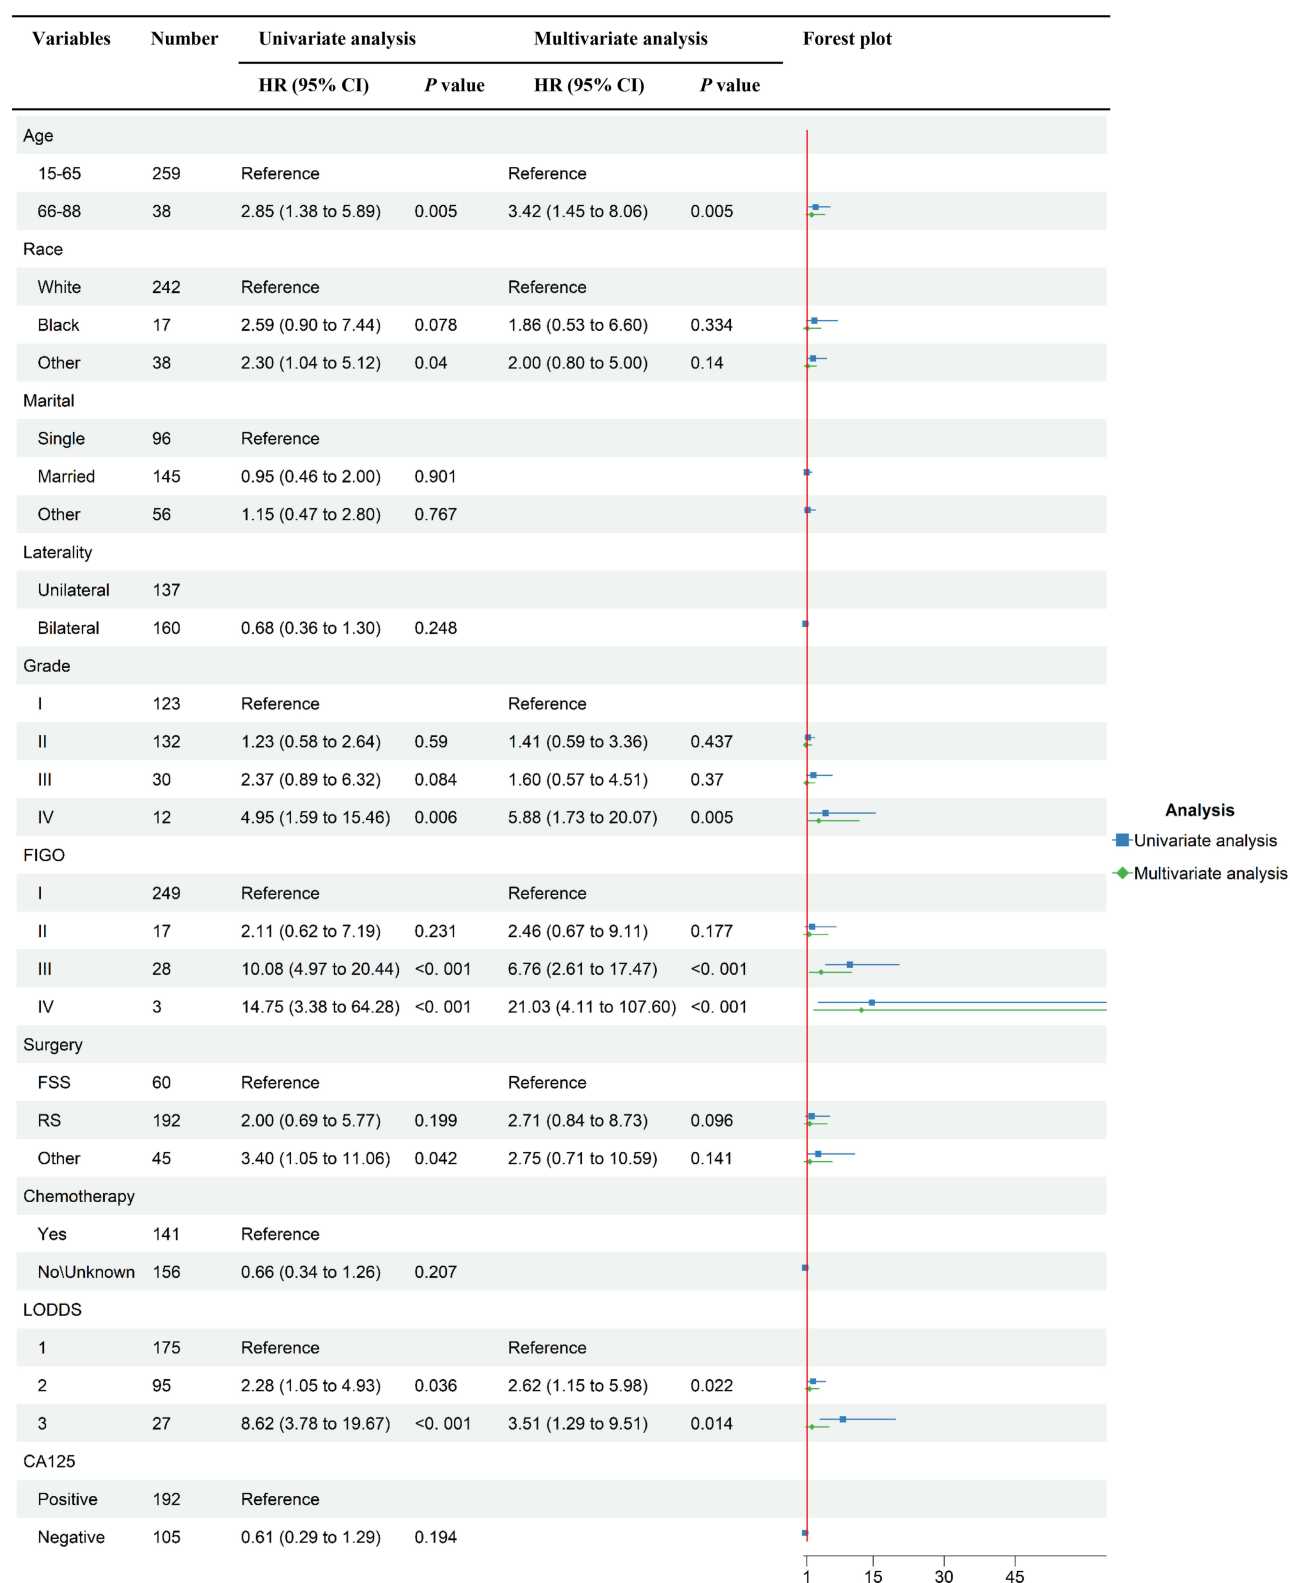 Variables Number Univariate analysis Multivariate analysis Forest plot
HR (95% CI) P value HR (95% CI) P value
Age
15-65 259 Reference Reference
66-88 38 2.85 (1.38 to 5.89) 0.005 3.42 (1.45 to 8.06) 0.005
Race
White 242 Reference Reference
Black 17 2.59 (0.90 to 7.44) 0.078 1.86 (0.53 to 6.60) 0.334
Other 38 2.30 (1.04 to 5.12) 0.04 2.00 (0.80 to 5.00) 0.14
Marital
Single 96 Reference
Married 145 0.95 (0.46 to 2.00) 0.901
Other 56 1.15 (0.47 to 2.80) 0.767
Laterality
Unilateral 137
Bilateral 160 0.68 (0.36 to 1.30) 0.248
Grade
I 123 Reference Reference
II 132 1.23 (0.58 to 2.64) 0.59 1.41 (0.59 to 3.36) 0.437
III 30 2.37 (0.89 to 6.32) 0.084 1.60 (0.57 to 4.51) 0.37
IV 12 4.95 (1.59 to 15.46) 0.006 5.88 (1.73 to 20.07) 0.005
FIGO
I 249 Reference Reference
II 17 2.11 (0.62 to 7.19) 0.231 2.46 (0.67 to 9.11) 0.177
III 28 10.08 (4.97 to 20.44) <0. 001 6.76 (2.61 to 17.47) <0. 001
IV 3 14.75 (3.38 to 64.28) <0. 001 21.03 (4.11 to 107.60) <0. 001
Surgery
FSS 60 Reference Reference
RS 192 2.00 (0.69 to 5.77) 0.199 2.71 (0.84 to 8.73) 0.096
Other 45 3.40 (1.05 to 11.06) 0.042 2.75 (0.71 to 10.59) 0.141
Chemotherapy
Yes 141 Reference
No\Unknown 156 0.66 (0.34 to 1.26) 0.207
LODDS
1 175 Reference Reference
2 95 2.28 (1.05 to 4.93) 0.036 2.62 (1.15 to 5.98) 0.022
3 27 8.62 (3.78 to 19.67) <0. 001 3.51 (1.29 to 9.51) 0.014
CA125
Positive 192 Reference
Negative 105 0.61 (0.29 to 1.29) 0.194
1 15 30 45
Analysis
Univariate analysis
Multivariate analysis